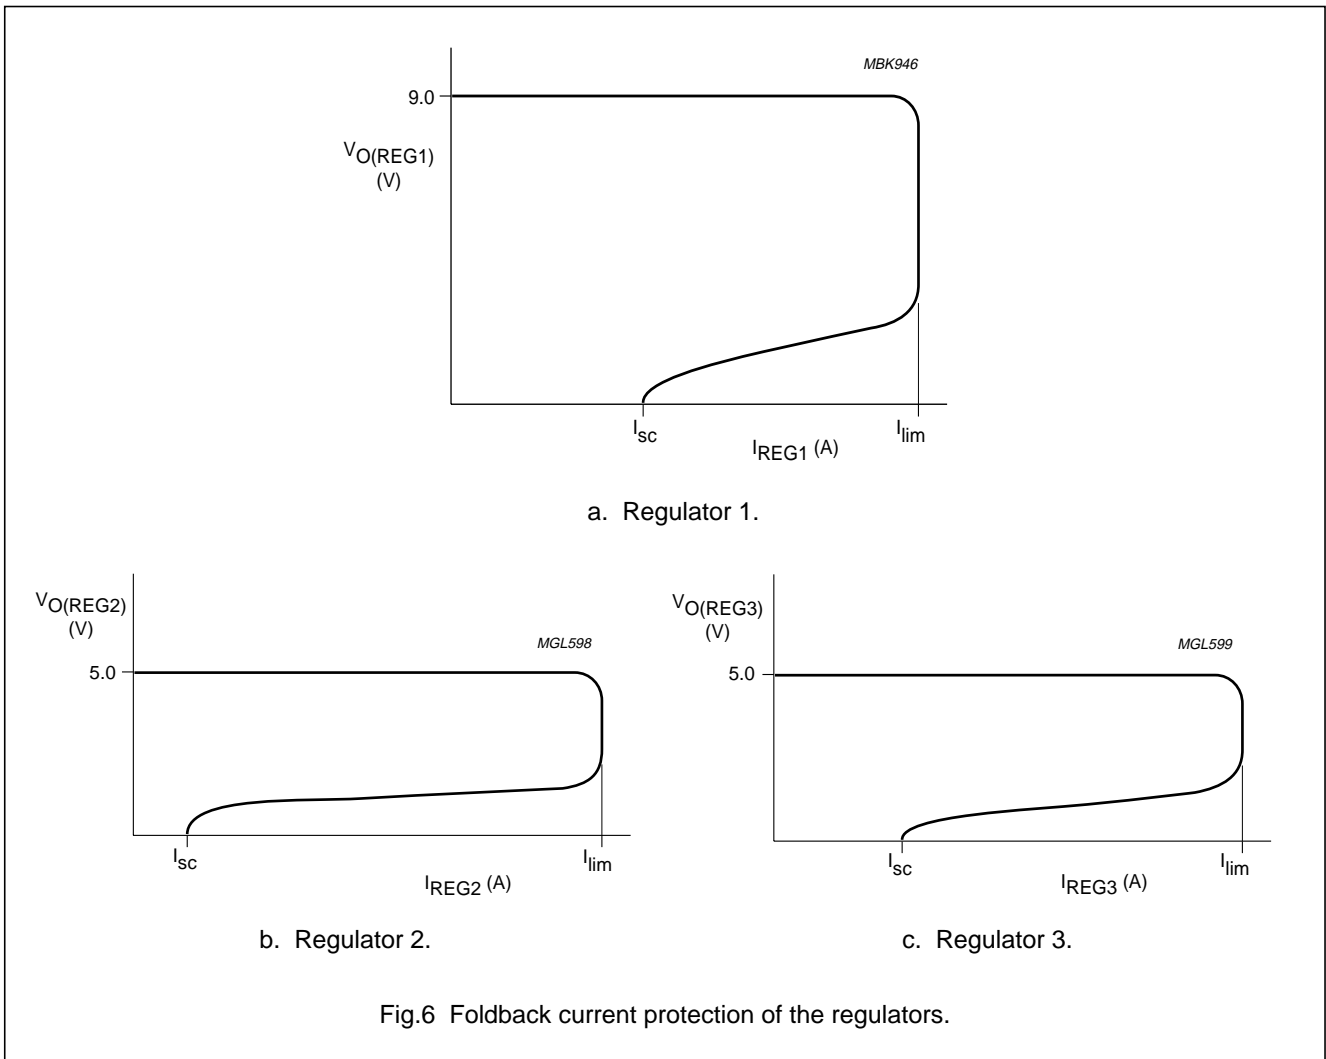 MBK946
9.0
VO(REG1)
(V)
Isc
Ilim
IREG1 (A)
a. Regulator 1.
VO(REG2)
(V)
MGL598
5.0
Isc
Ilim
IREG2 (A)
b. Regulator 2.
VO(REG3)
(V)
MGL599
5.0
Isc
Ilim
IREG3 (A)
c. Regulator 3.
Fig.6 Foldback current protection of the regulators.